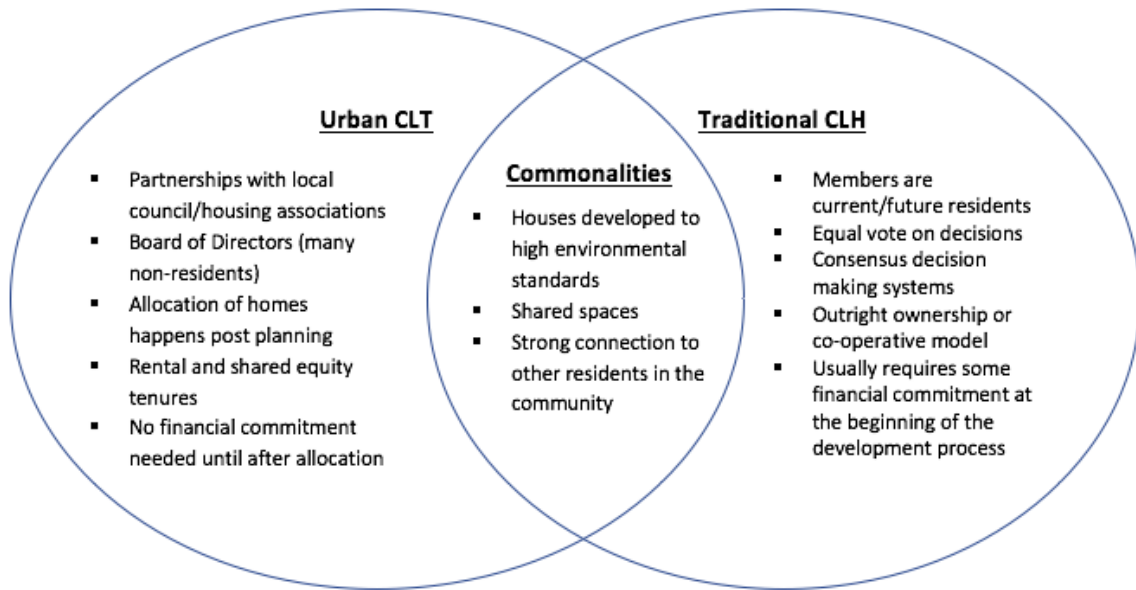 Urban CLT
▪ Partnerships with local
council/housing associations
▪ Board of Directors (many
non-residents)
▪ Allocation of homes
happens post planning
▪ Rental and shared equity
tenures
▪ No financial commitment
needed until after allocation
Commonalities
▪ Houses developed to
high environmental
standards
▪ Shared spaces
▪ Strong connection to
other residents in the
community
Traditional CLH
▪ Members are
current/future residents
▪ Equal vote on decisions
▪ Consensus decision
making systems
▪ Outright ownership or
co-operative model
▪ Usually requires some
financial commitment at
the beginning of the
development process